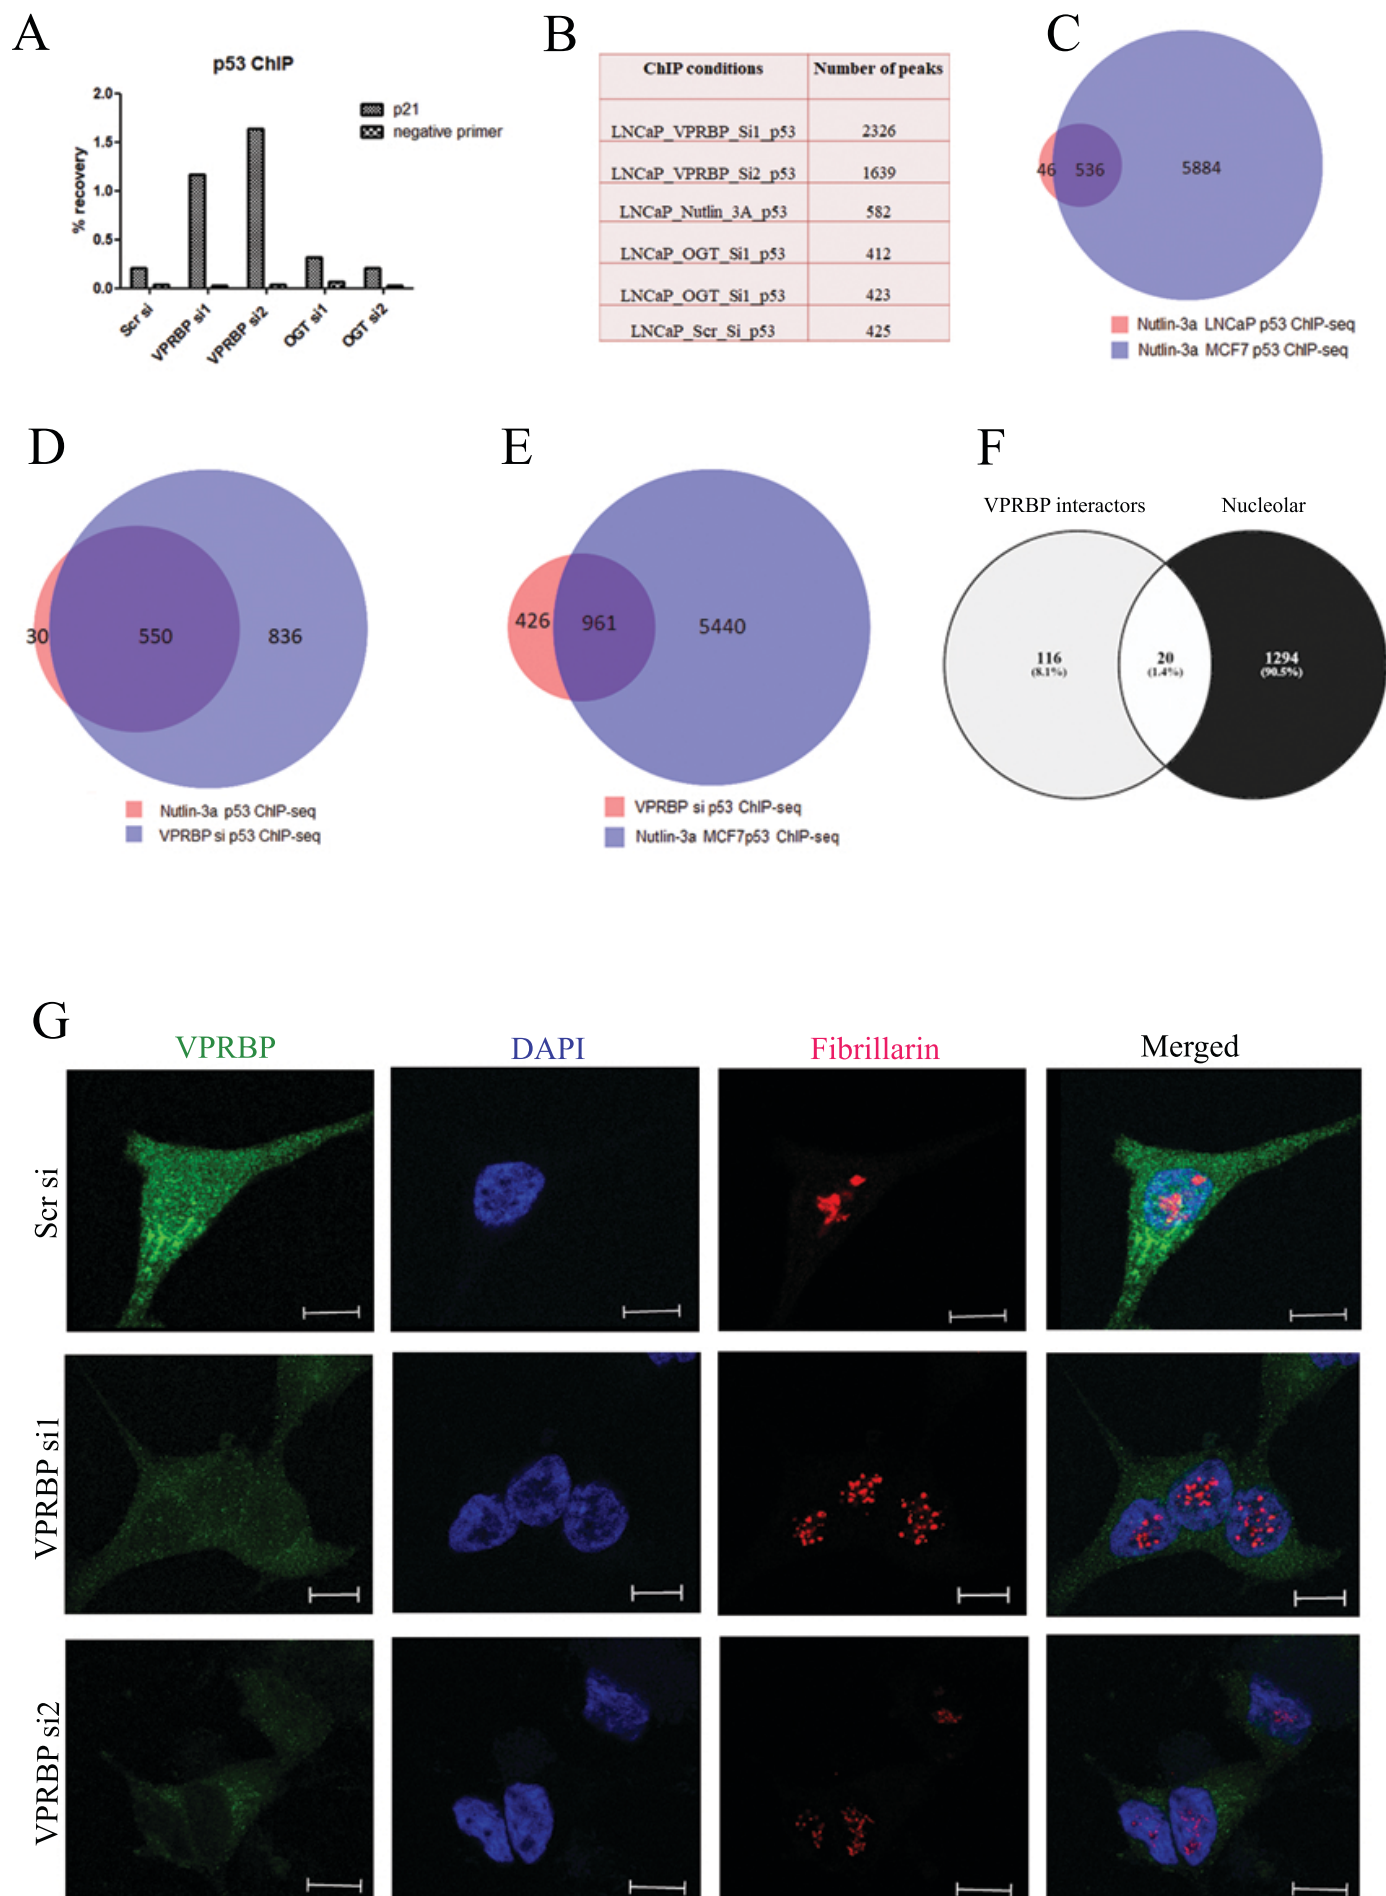 A
p53 ChIP
% recovery
2.0
1.5
1.0
0.5
0.0
p21
negative primer
Scr si
VPRBP si1
VPRBP si2
OGT si1
OGT si2
B
ChIP conditions Number of peaks
LNCaP_VPRBP_Si1_p53 2326
LNCaP_VPRBP_Si2_p53 1639
LNCaP_Nutlin_3A_p53 582
LNCaP_OGT_Si1_p53 412
LNCaP_OGT_Si1_p53 423
LNCaP_Scr_Si_p53 425
C
46 536 5884
Nutlin-3a LNCaP p53 ChIP-seq
Nutlin-3a MCF7 p53 ChIP-seq
D
30 550 836
Nutlin-3a p53 ChIP-seq
VPRBP si p53 ChIP-seq
E
426 961 5440
VPRBP si p53 ChIP-seq
Nutlin-3a MCF7p53 ChIP-seq
F
VPRBP interactors Nucleolar
116 20 1294
(8.1%) (1.4%) (90.5%)
G
VPRBP DAPI Fibrillarin Merged
Scr si
VPRBP si1
VPRBP si2